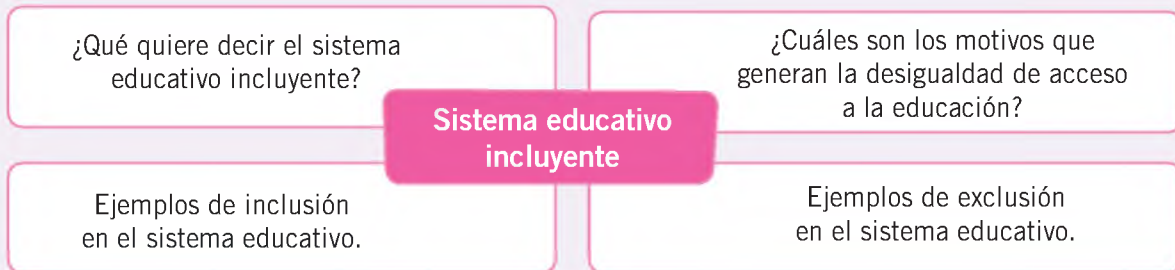 ¿Qué quiere decir el sistema
educativo incluyente?
¿Cuáles son los motivos que
generan la desigualdad de acceso
a la educación?
Sistema educativo
incluyente
Ejemplos de inclusión
en el sistema educativo.
Ejemplos de exclusión
en el sistema educativo.